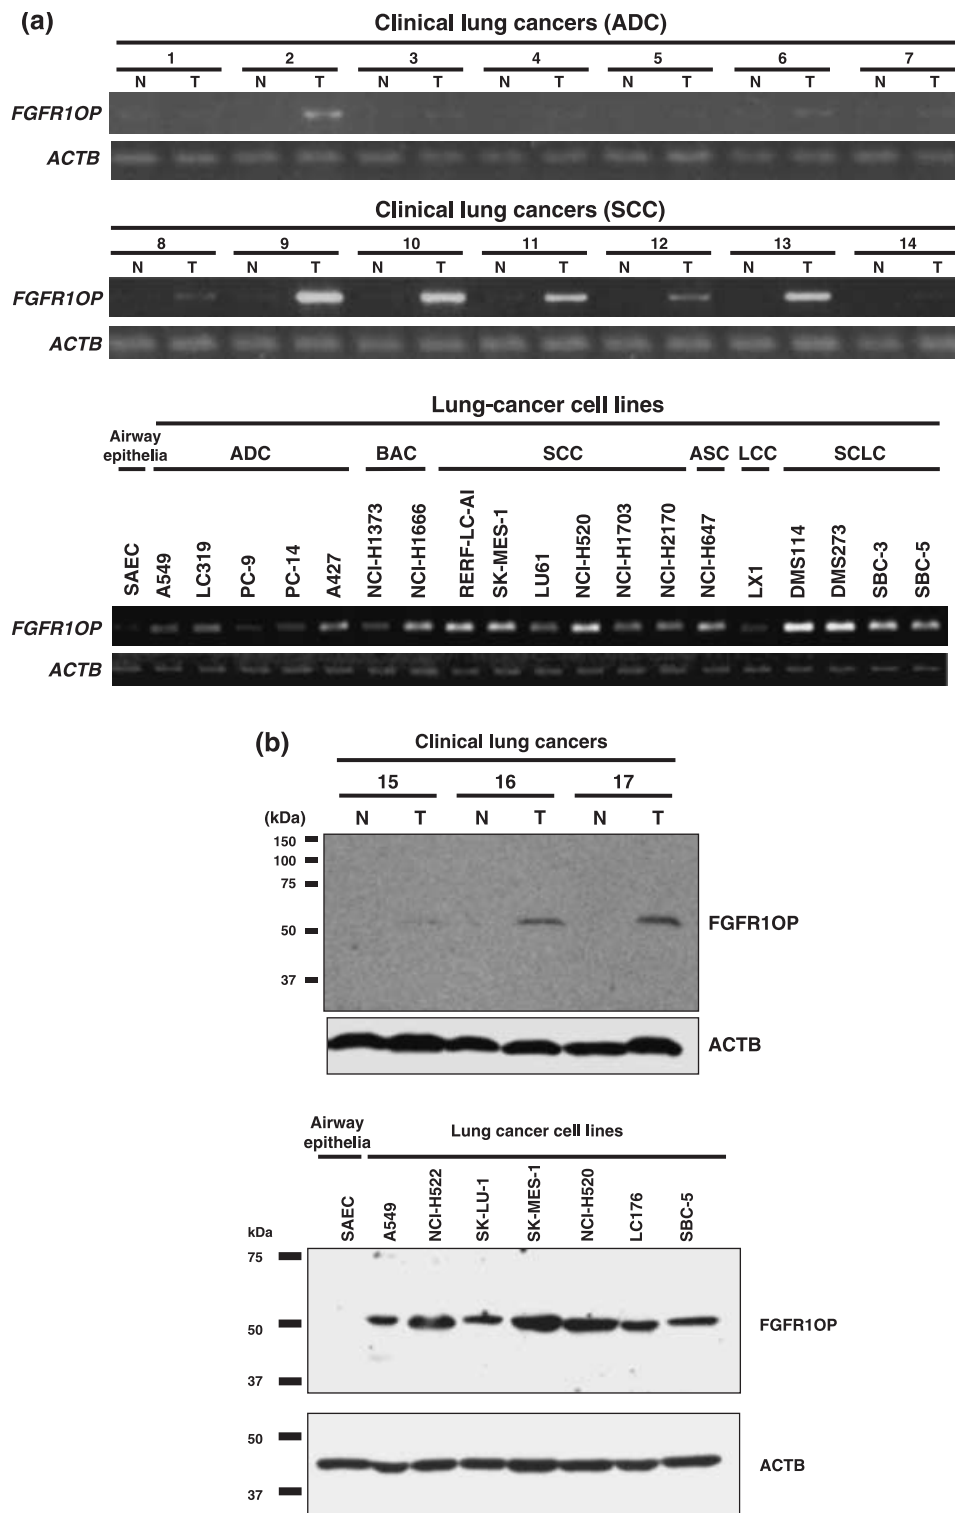 (a)
Clinical lung cancers (ADC)
1 2 3 4 5 6 7
N T N T N T N T N T N T N T
FGFR1OP
ACTB
Clinical lung cancers (SCC)
8 9 10 11 12 13 14
N T N T N T N T N T N T N T
FGFR1OP
ACTB
Lung-cancer cell lines
Airway
epithelia
ADC BAC SCC ASC LCC SCLC
SAEC A549 LC319 PC-9 PC-14 A427 NCI-H1373 NCI-H1666 RERF-LC-AI SK-MES-1 LU61 NCI-H520 NCI-H1703 NCI-H2170 NCI-H647 LX1 DMS114 DMS273 SBC-3 SBC-5
FGFR1OP
ACTB
(b)
Clinical lung cancers
15 16 17
(kDa) N T N T N T
150
100
75
50
37
FGFR1OP
ACTB
Airway
epithelia
Lung cancer cell lines
SAEC A549 NCI-H522 SK-LU-1 SK-MES-1 NCI-H520 LC176 SBC-5
kDa
75
50
37
FGFR1OP
50
37
ACTB